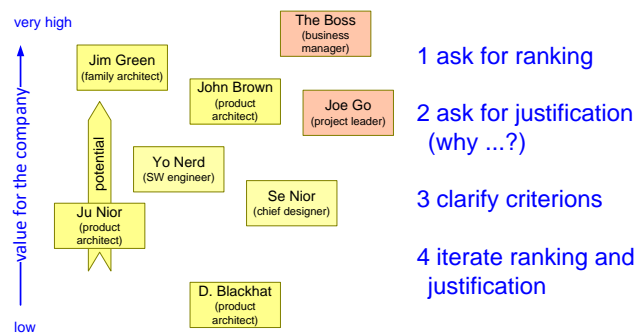 very high
value for the company
low
The Boss
(business
manager)
Jim Green
(family architect)
John Brown
(product
architect)
Joe Go
(project leader)
potential
Yo Nerd
(SW engineer)
Se Nior
(chief designer)
Ju Nior
(product
architect)
D. Blackhat
(product
architect)
1 ask for ranking
2 ask for justification
(why ...?)
3 clarify criterions
4 iterate ranking and
justification